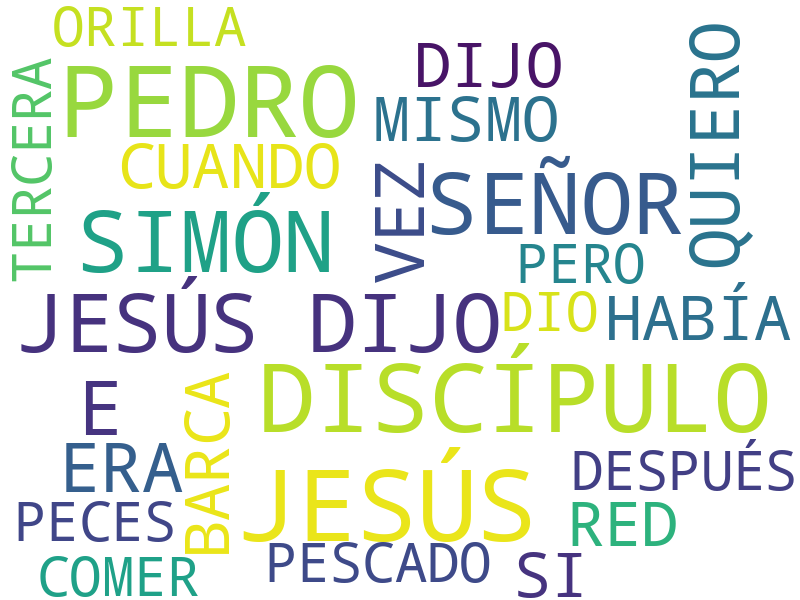 ORILLA
DIJO
QUIERO
TERCERA
PEDRO
MISMO
CUANDO
VEZ
SEÑOR
SIMÓN
PERO
JESÚS DIJO
DIO
HABÍA
E
DISCÍPULO
BARCA
ERA
JESÚS
DESPUÉS
PECES
RED
PESCADO
COMER
SI